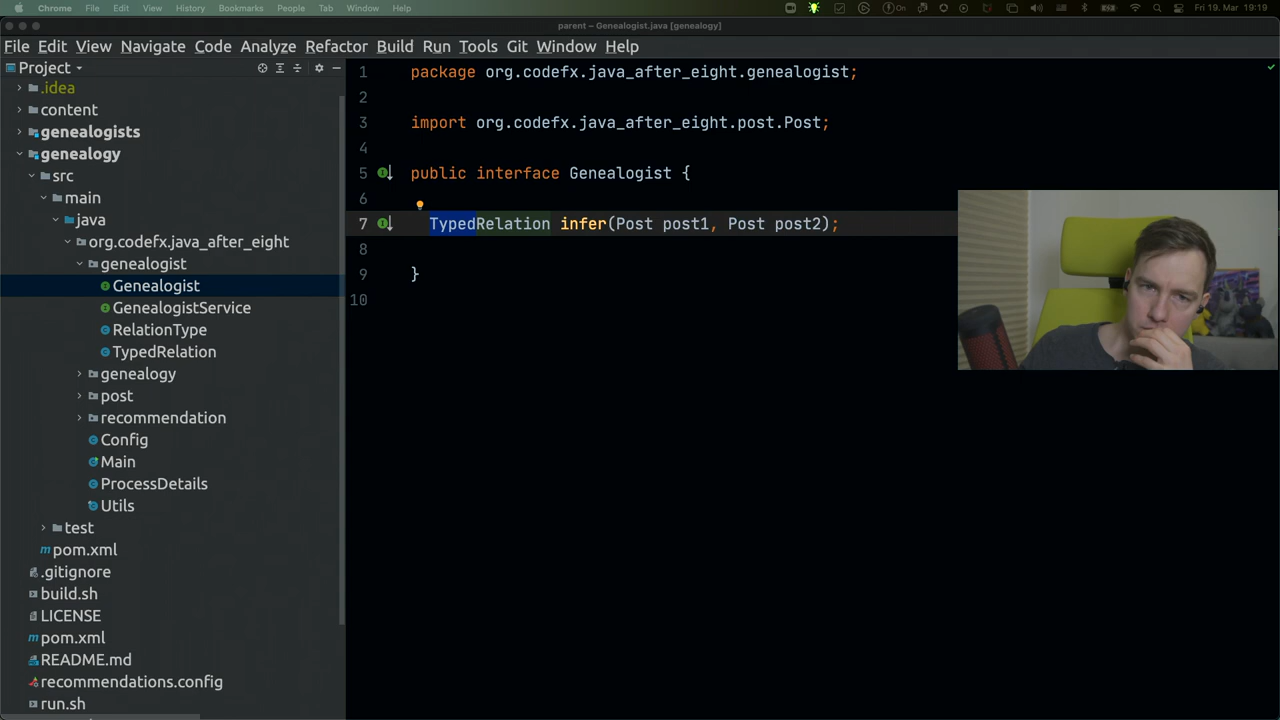 Chrome File Edit View History Bookmarks People Tab Window Help On Fri 19. Mar 19:19
parent – Genealogist.java [genealogy]
File Edit View Navigate Code Analyze Refactor Build Run Tools Git Window Help
Project
.idea
content
genealogists
genealogy
src
main
java
org.codefx.java_after_eight
genealogist
Genealogist
GenealogistService
RelationType
TypedRelation
genealogy
post
recommendation
Config
Main
ProcessDetails
Utils
test
pom.xml
.gitignore
build.sh
LICENSE
pom.xml
README.md
recommendations.config
run.sh
1 package org.codefx.java_after_eight.genealogist;
2
3 import org.codefx.java_after_eight.post.Post;
4
5 public interface Genealogist {
6
7 TypedRelation infer(Post post1, Post post2);
8
9 }
10